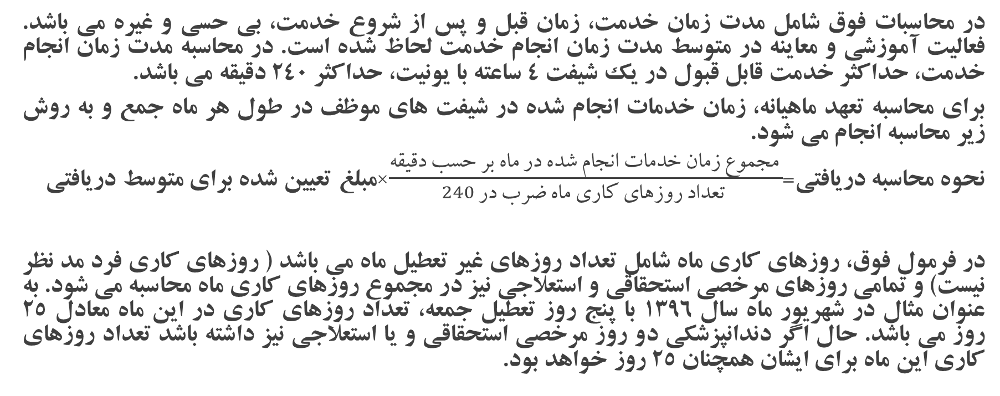 در محاسبات فوق شامل مدت زمان خدمت، زمان قبل و پس از شروع خدمت، بی حسی و غیره می باشد.
فعالیت آموزشی و معاینه در متوسط مدت زمان انجام خدمت لحاظ شده است. در محاسبه مدت زمان انجام
خدمت، حداکثر خدمت قابل قبول در یک شیفت ٤ ساعته با یونیت، حداکثر ۲٤۰ دقیقه می باشد.
برای محاسبه تعهد ماهیانه، زمان خدمات انجام شده در شیفت های موظف در طول هر ماه جمع و به روش
زیر محاسبه انجام می شود.
مجموع زمان خدمات انجام شده در ماه بر حسب دقیقه
نحوه محاسبه دریافتی= ×مبلغ تعیین شده برای متوسط دریافتی
تعداد روزهای کاری ماه ضرب در 240
در فرمول فوق، روزهای کاری ماه شامل تعداد روزهای غیر تعطیل ماه می باشد ( روزهای کاری فرد مد نظر
نیست) و تمامی روزهای مرخصی استحقاقی و استعلاجی نیز در مجموع روزهای کاری ماه محاسبه می شود. به
عنوان مثال در شهریور ماه سال ۱۳۹٦ با پنج روز تعطیل جمعه، تعداد روزهای کاری در این ماه معادل ۲٥
روز می باشد. حال اگر دندانپزشکی دو روز مرخصی استحقاقی و یا استعلاجی نیز داشته باشد تعداد روزهای
کاری این ماه برای ایشان همچنان ۲٥ روز خواهد بود.